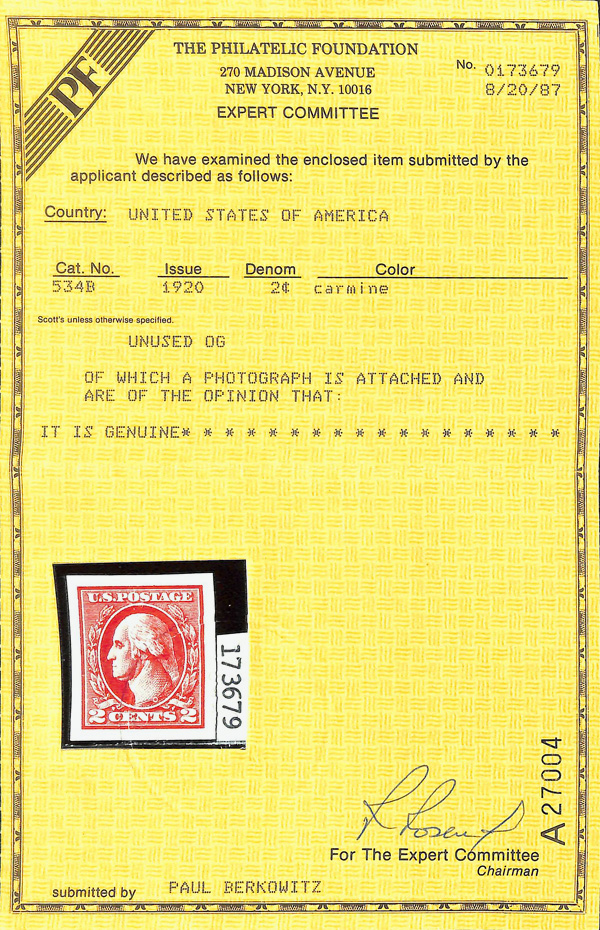 PF
THE PHILATELIC FOUNDATION
270 MADISON AVENUE
NEW YORK, N.Y. 10016
No. 0173679
8/20/87
EXPERT COMMITTEE
We have examined the enclosed item submitted by the
applicant described as follows:
Country: UNITED STATES OF AMERICA
Cat. No. Issue Denom Color
534B 1920 2¢ carmine
Scott's unless otherwise specified.
UNUSED OG
OF WHICH A PHOTOGRAPH IS ATTACHED AND
ARE OF THE OPINION THAT:
IT IS GENUINE* * * * * * * * * * * * * * * * * *
U.S. POSTAGE
2 CENTS 2
173679
A 27004
For The Expert Committee
Chairman
submitted by PAUL BERKOWITZ